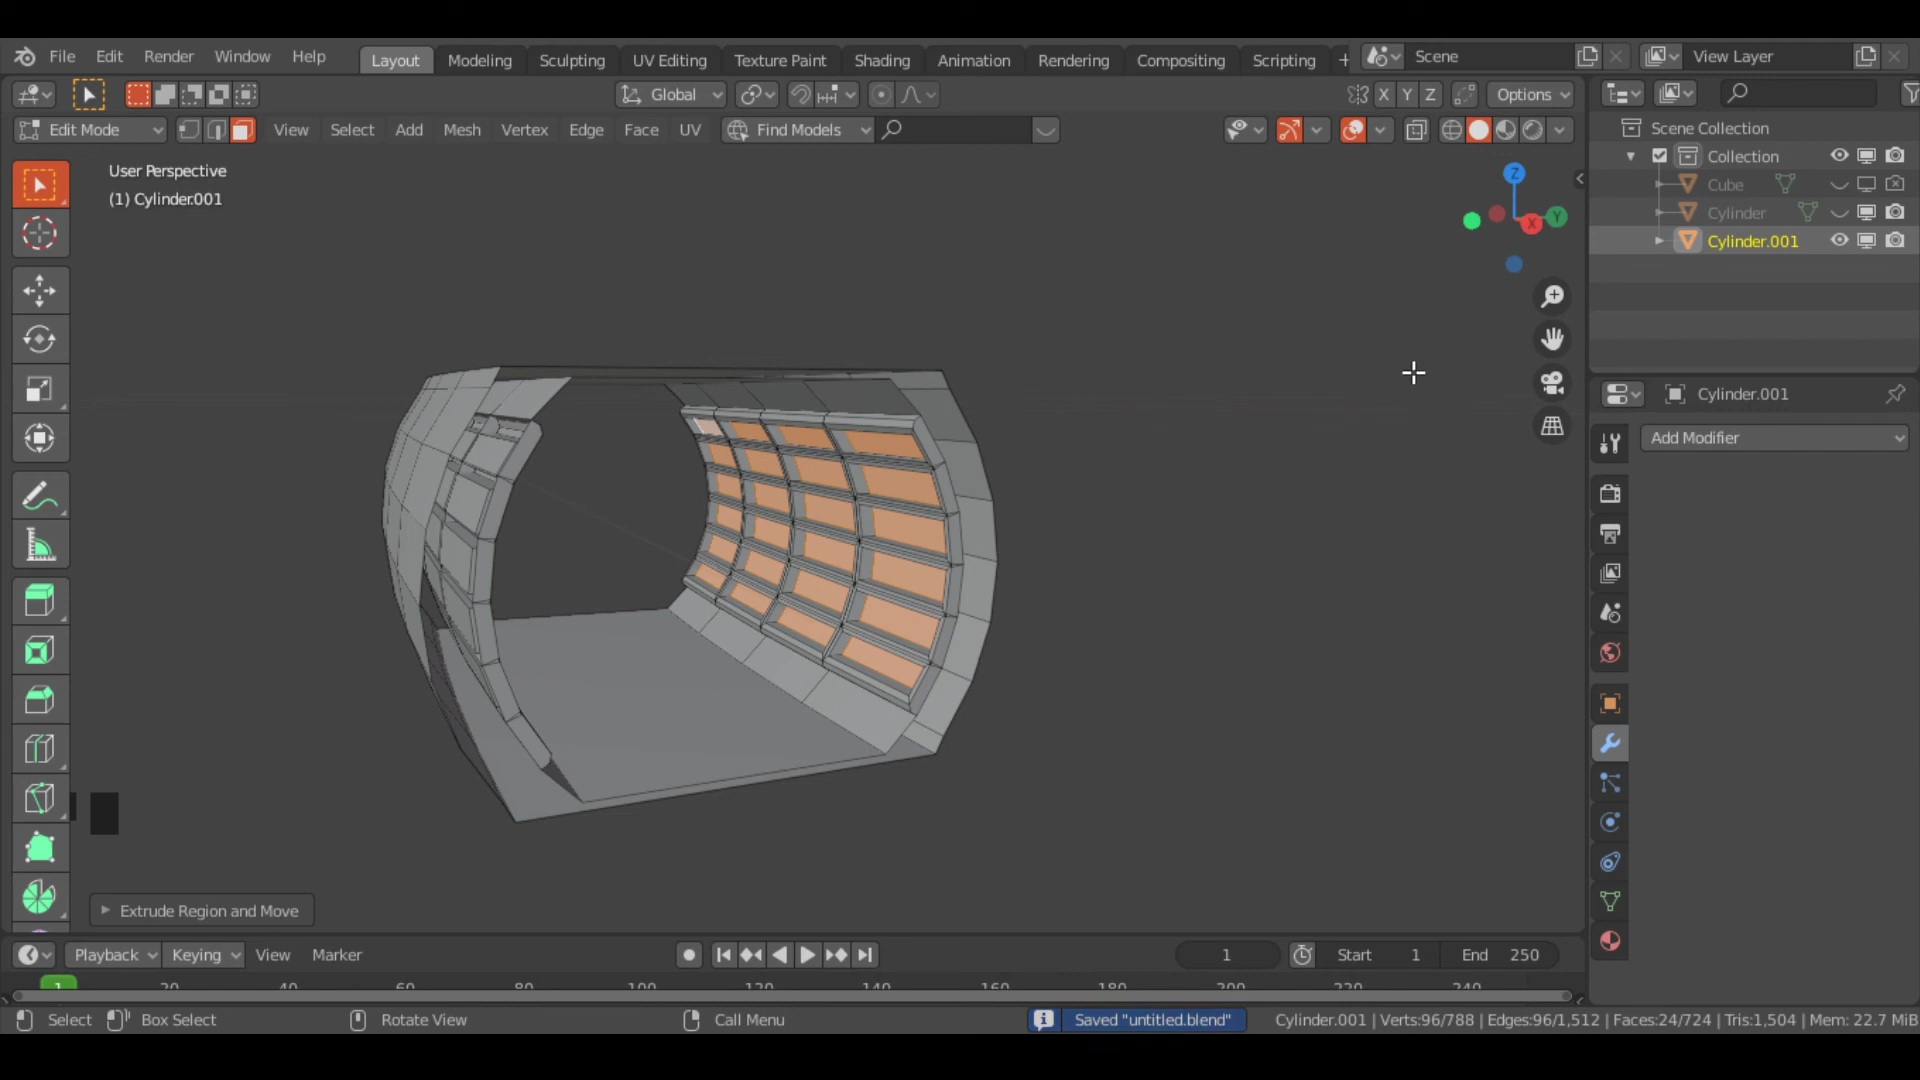 File Edit Render Window Help Layout Modeling Sculpting UV Editing Texture Paint Shading Animation Rendering Compositing Scripting + Scene View Layer
Global X Y Z Options
Edit Mode View Select Add Mesh Vertex Edge Face UV Find Models
Scene Collection
Collection
Cube
Cylinder
Cylinder.001
User Perspective
(1) Cylinder.001
Z
Y
X
Cylinder.001
Add Modifier
Extrude Region and Move
Playback Keying View Marker 1 Start 1 End 250
1 20 40 60 80 100 120 140 160 180 200 220 240
Select Box Select Rotate View Call Menu Saved "untitled.blend" Cylinder.001 | Verts:96/788 | Edges:96/1,512 | Faces:24/724 | Tris:1,504 | Mem: 22.7 MiB